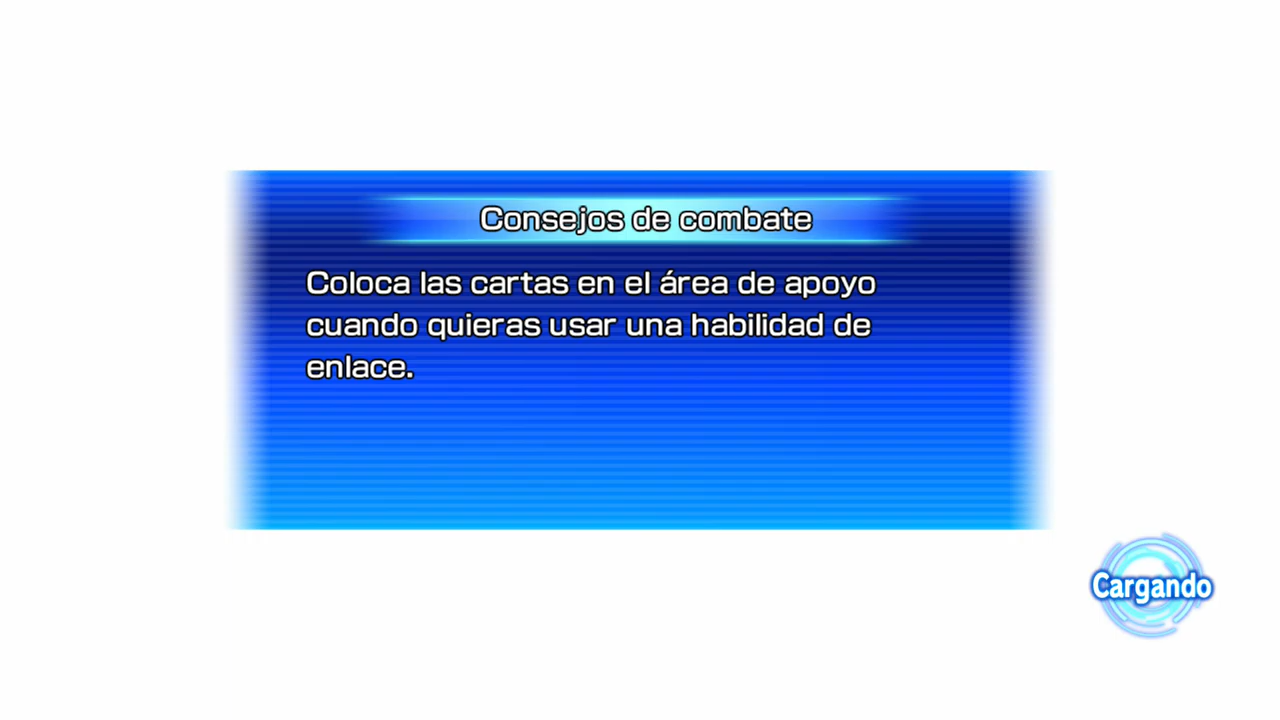 Consejos de combate
Coloca las cartas en el área de apoyo
cuando quieras usar una habilidad de
enlace.
Cargando